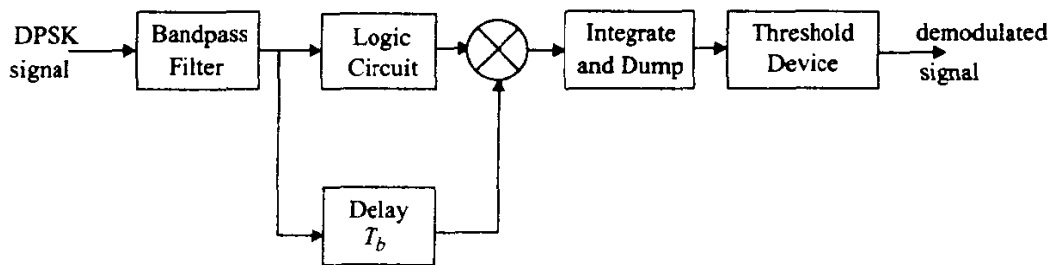 DPSK
signal
Bandpass
Filter
Logic
Circuit
Integrate
and Dump
Threshold
Device
demodulated
signal
Delay
T_b